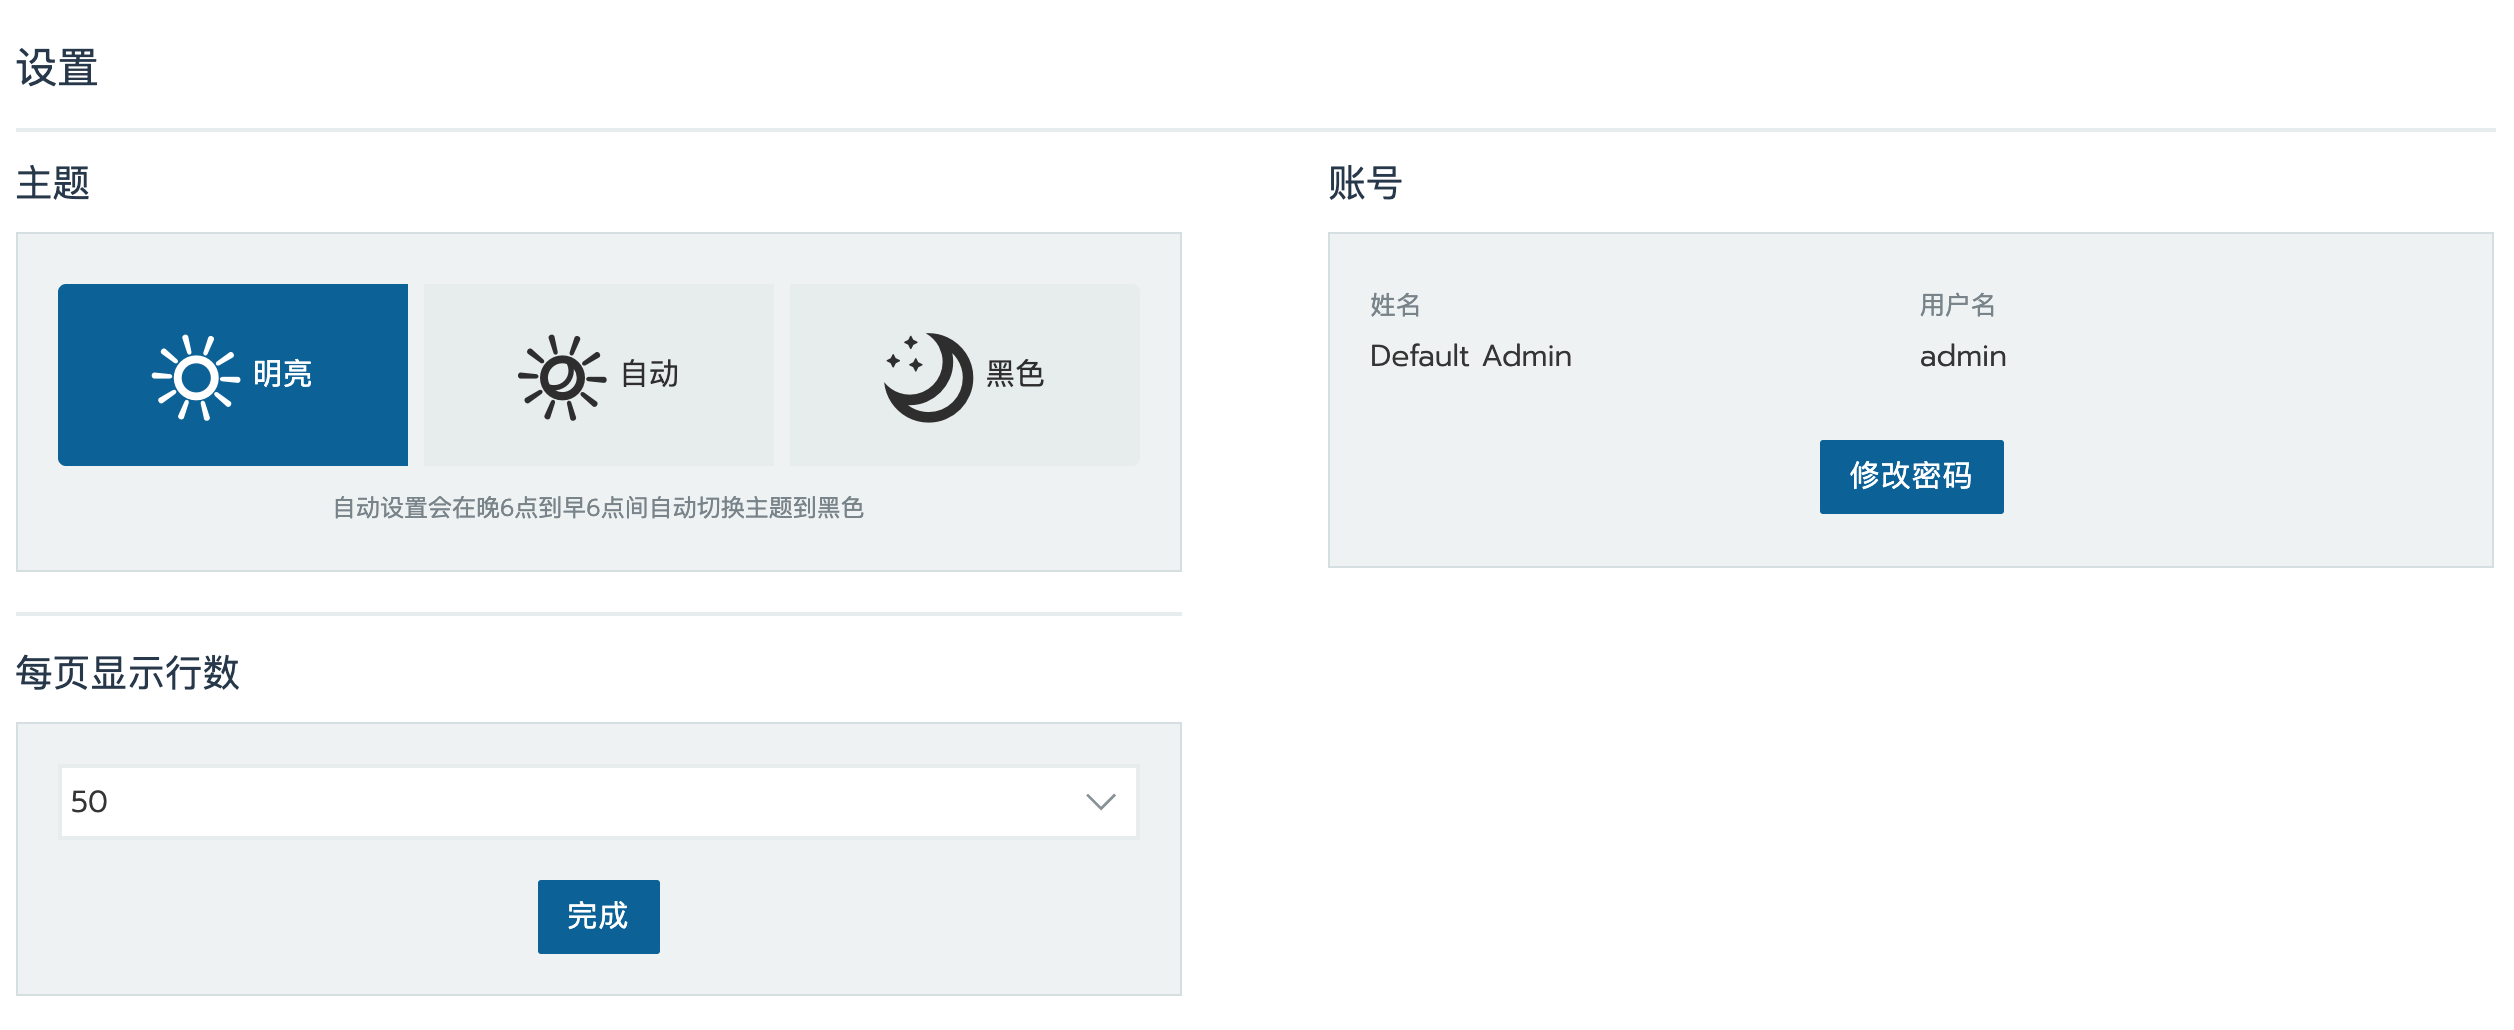 设置
主题
明亮
自动
黑色
自动设置会在晚6点到早6点间自动切换主题到黑色
账号
姓名
用户名
Default Admin
admin
修改密码
每页显示行数
50
完成